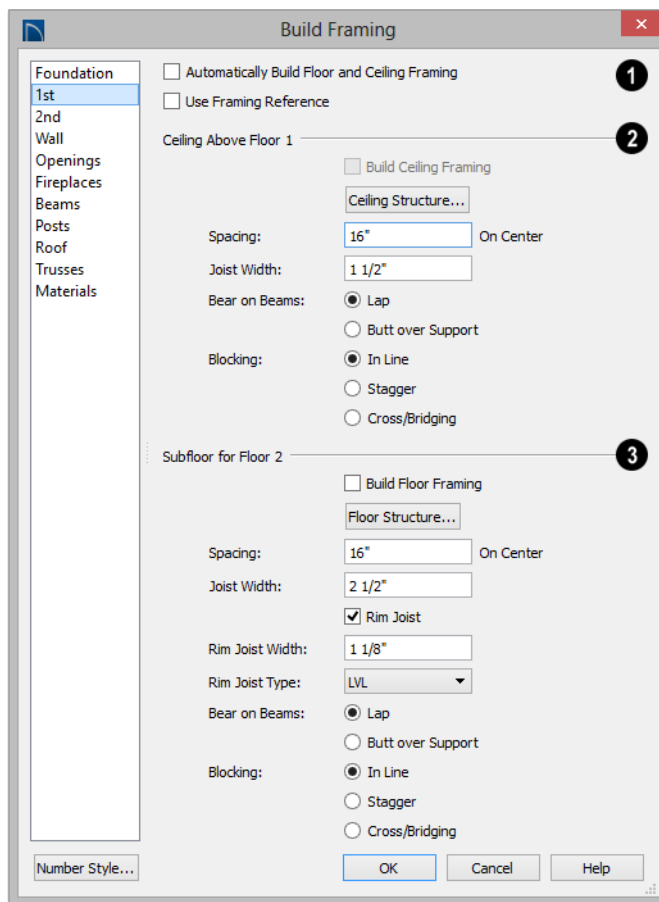 Build Framing
Foundation
1st
2nd
Wall
Openings
Fireplaces
Beams
Posts
Roof
Trusses
Materials
Automatically Build Floor and Ceiling Framing
1
Use Framing Reference
Ceiling Above Floor 1
2
Build Ceiling Framing
Ceiling Structure...
Spacing: 16" On Center
Joist Width: 1 1/2"
Bear on Beams: Lap
Butt over Support
Blocking: In Line
Stagger
Cross/Bridging
Subfloor for Floor 2
3
Build Floor Framing
Floor Structure...
Spacing: 16" On Center
Joist Width: 2 1/2"
Rim Joist
Rim Joist Width: 1 1/8"
Rim Joist Type: LVL
Bear on Beams: Lap
Butt over Support
Blocking: In Line
Stagger
Cross/Bridging
Number Style... OK Cancel Help